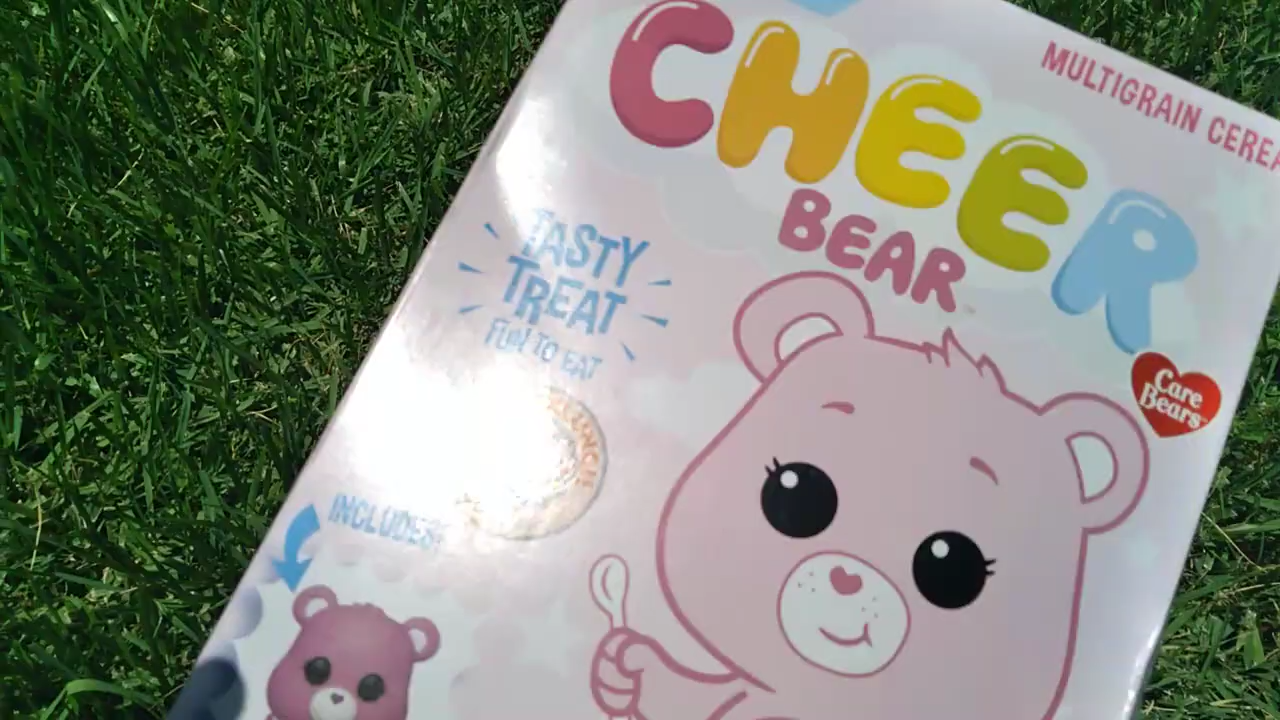 CHEER
BEAR
MULTIGRAIN CEREA
TASTY
TREAT
FUN TO EAT
Care
Bears
INCLUDES: